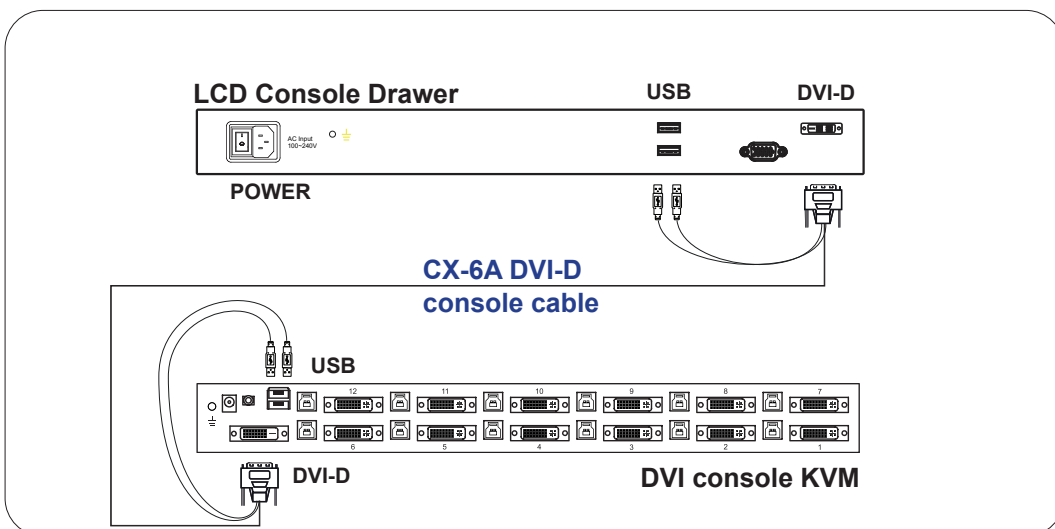 LCD Console Drawer
USB
DVI-D
AC Input
100~240V
POWER
CX-6A DVI-D
console cable
USB
12
11
10
9
8
7
6
5
4
3
2
1
DVI-D
DVI console KVM